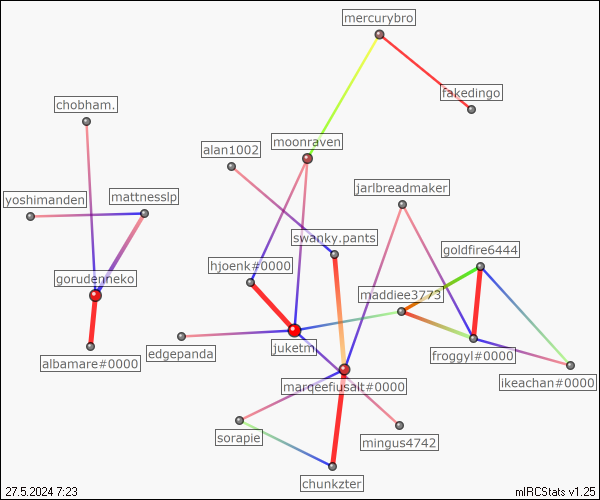 mercurybro
fakedingo
chobham.
moonraven
alan1002
jarlbreadmaker
yoshimanden
mattnesslp
swanky.pants
goldfire6444
hjoenk#0000
gorudenneko
maddiee3773
juketm
edgepanda
froggyl#0000
albamare#0000
marqeefiusalt#0000
ikeachan#0000
sorapie
mingus4742
chunkzter
27.5.2024 7:23
mIRCStats v1.25